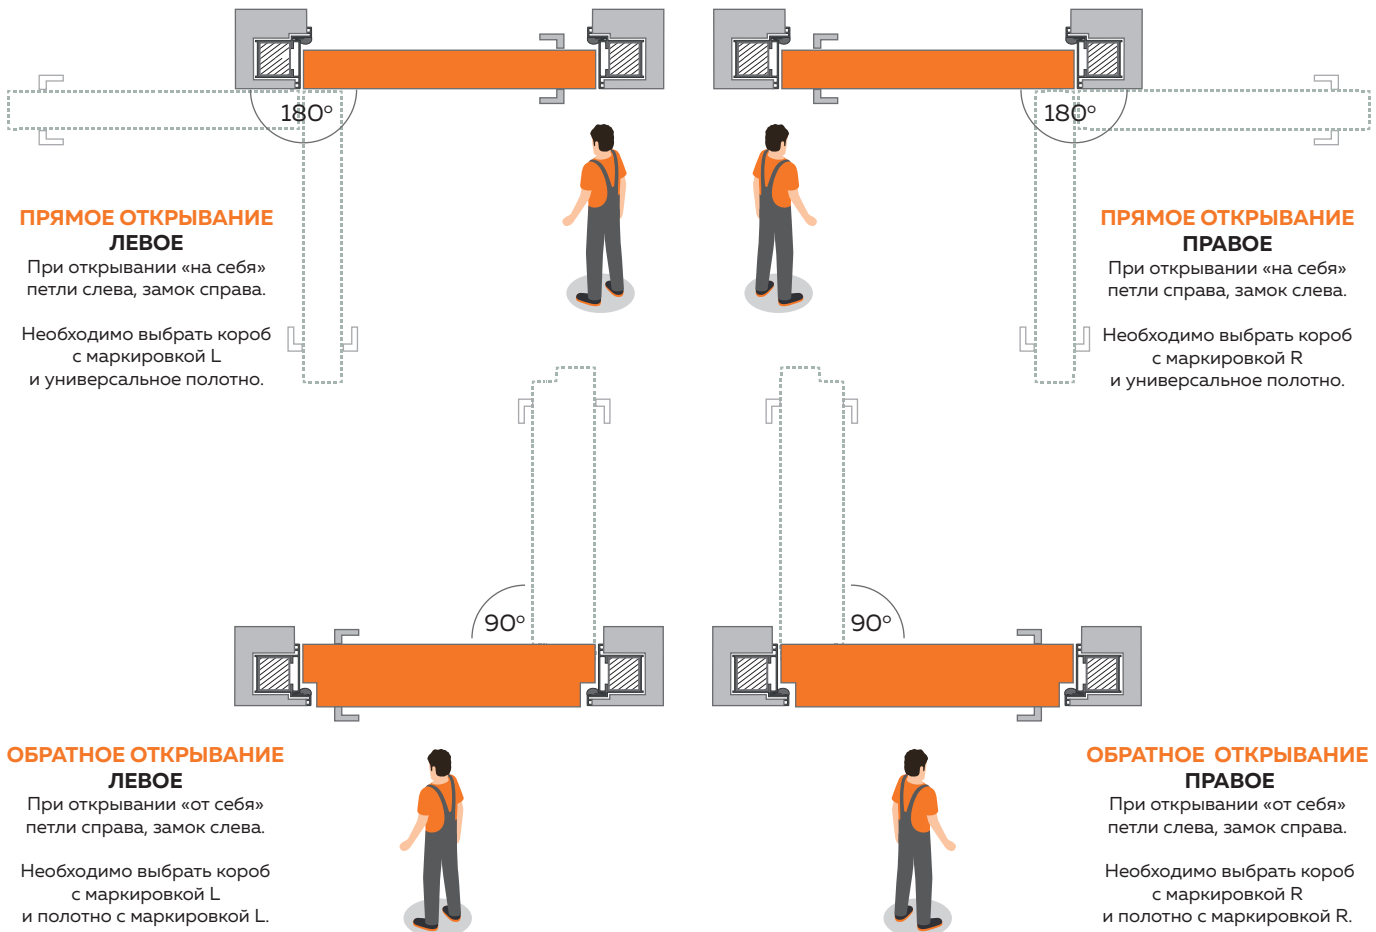 180°
180°
ПРЯМОЕ ОТКРЫВАНИЕ
ЛЕВОЕ
При открывании «на себя»
петли слева, замок справа.
Необходимо выбрать короб
с маркировкой L
и универсальное полотно.
ПРЯМОЕ ОТКРЫВАНИЕ
ПРАВОЕ
При открывании «на себя»
петли справа, замок слева.
Необходимо выбрать короб
с маркировкой R
и универсальное полотно.
90°
90°
ОБРАТНОЕ ОТКРЫВАНИЕ
ЛЕВОЕ
При открывании «от себя»
петли справа, замок слева.
Необходимо выбрать короб
с маркировкой L
и полотно с маркировкой L.
ОБРАТНОЕ ОТКРЫВАНИЕ
ПРАВОЕ
При открывании «от себя»
петли слева, замок справа.
Необходимо выбрать короб
с маркировкой R
и полотно с маркировкой R.